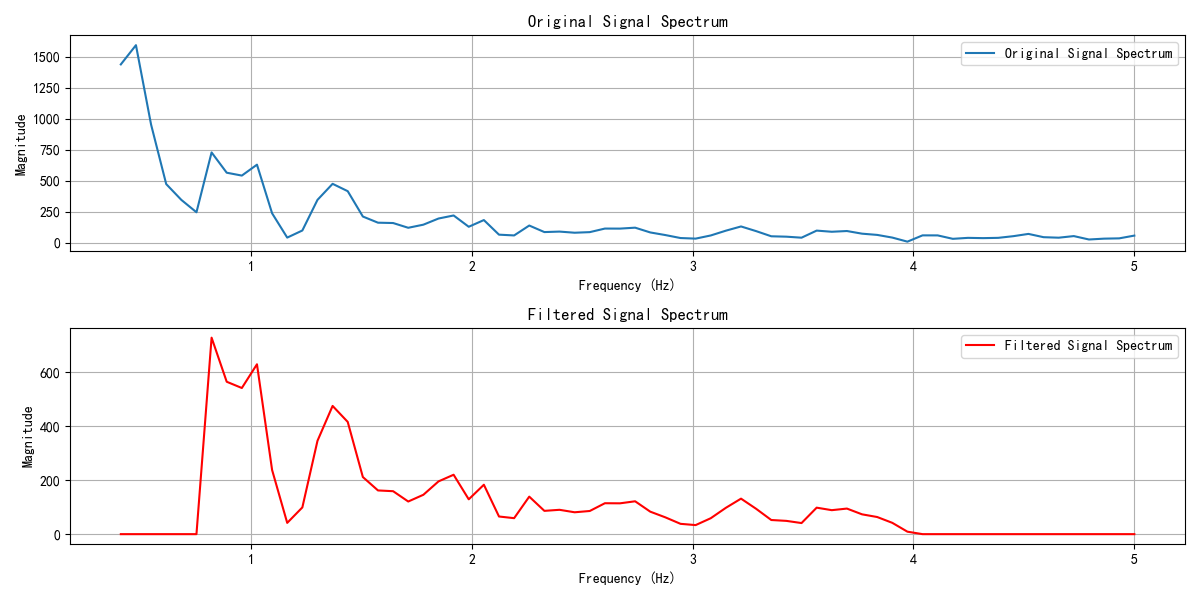 Original Signal Spectrum
Original Signal Spectrum
Magnitude
1500
1250
1000
750
500
250
0
1 2 3 4 5
Frequency (Hz)
Filtered Signal Spectrum
Filtered Signal Spectrum
Magnitude
600
400
200
0
1 2 3 4 5
Frequency (Hz)